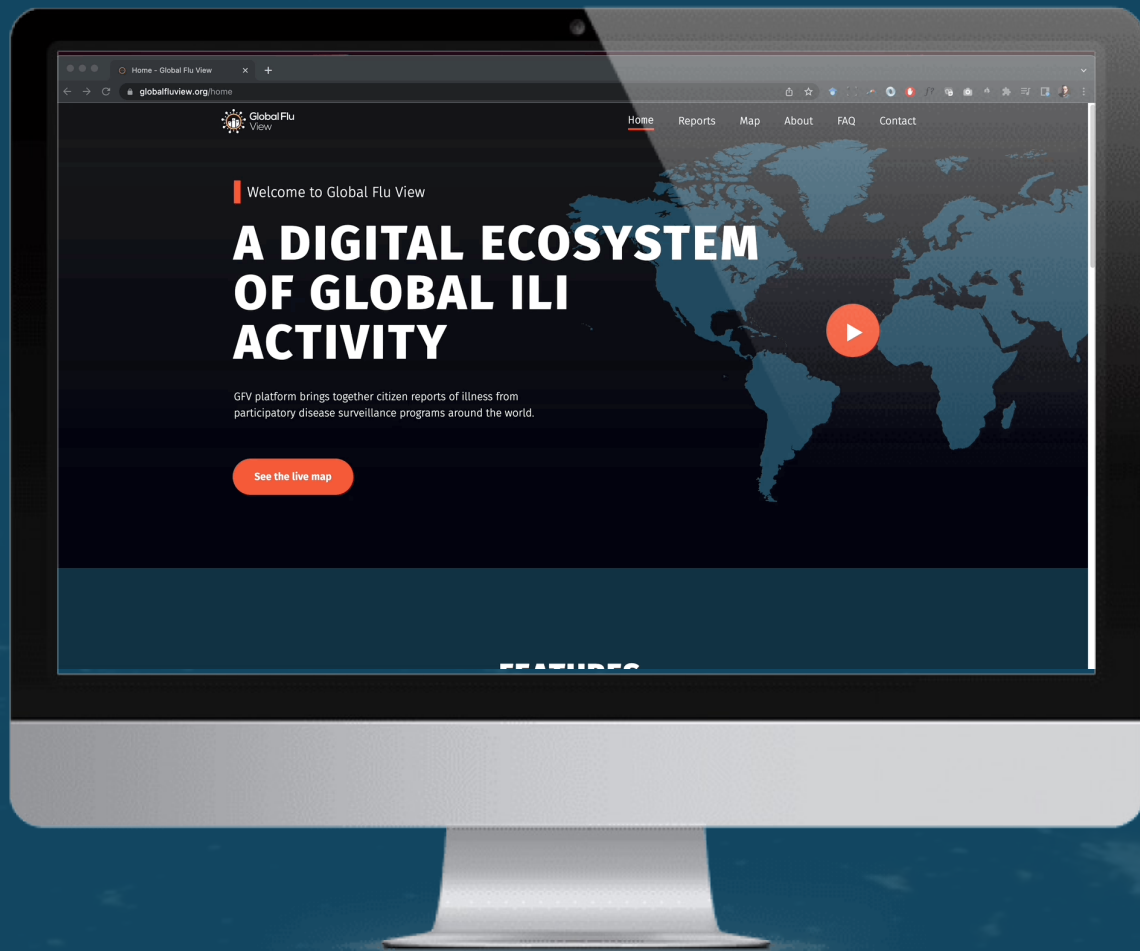 Home - Global Flu View
globalfluview.org/home
Global Flu
View
Home Reports Map About FAQ Contact
Welcome to Global Flu View
A DIGITAL ECOSYSTEM
OF GLOBAL ILI
ACTIVITY
GFV platform brings together citizen reports of illness from
participatory disease surveillance programs around the world.
See the live map
FEATURES